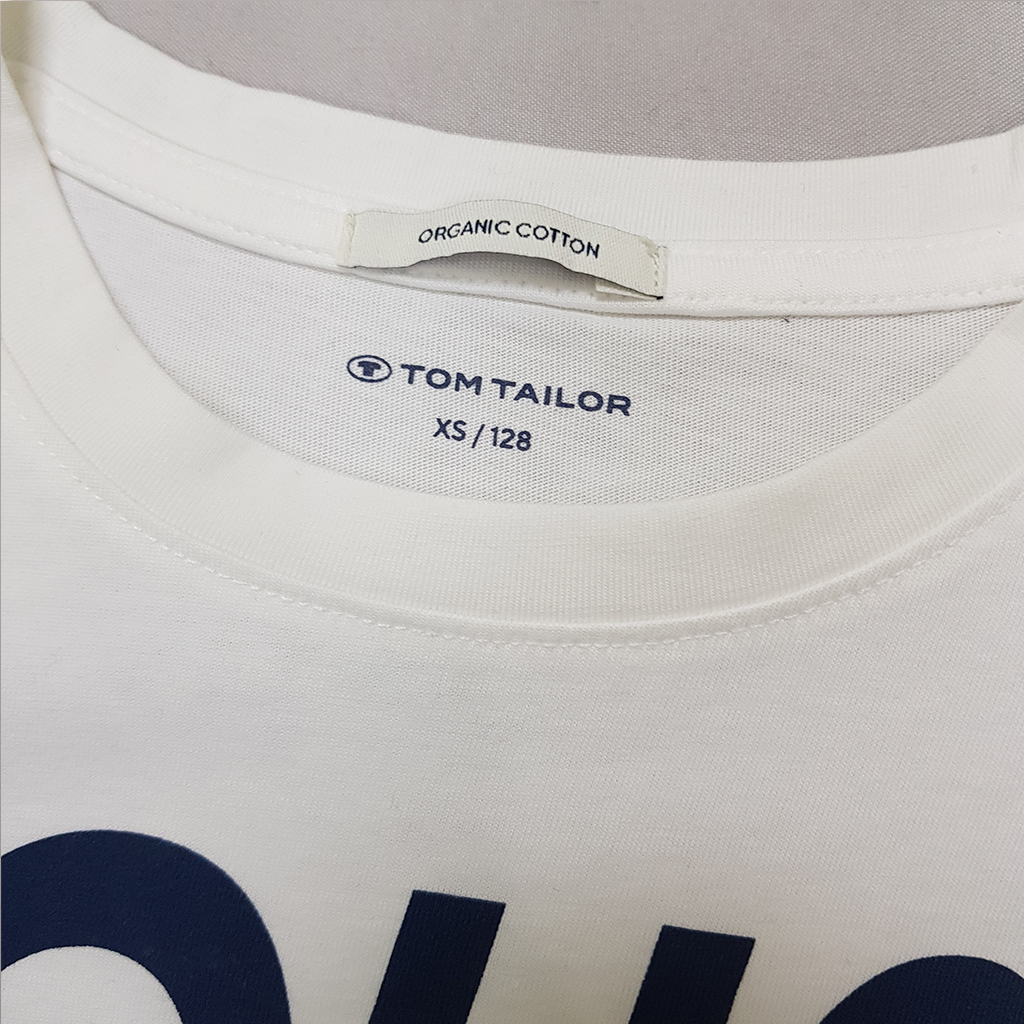 ORGANIC COTTON
TOM TAILOR
XS / 128